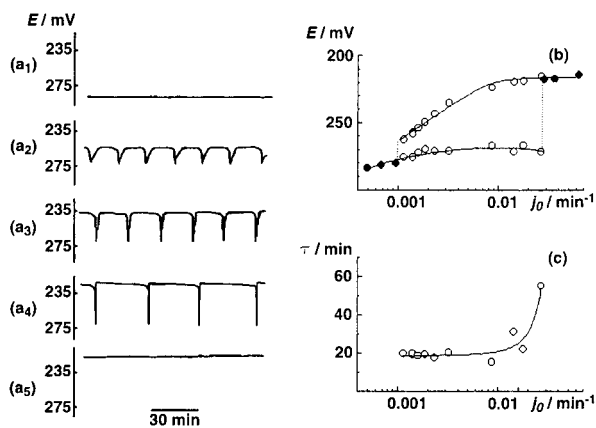 E / mV
(a1)
235
275
(a2)
235
275
(a3)
235
275
(a4)
235
275
(a5)
235
275
30 min
E / mV
(b)
200
250
0.001
0.01
j0 / min-1
τ / min
(c)
60
40
20
0.001
0.01
j0 / min-1